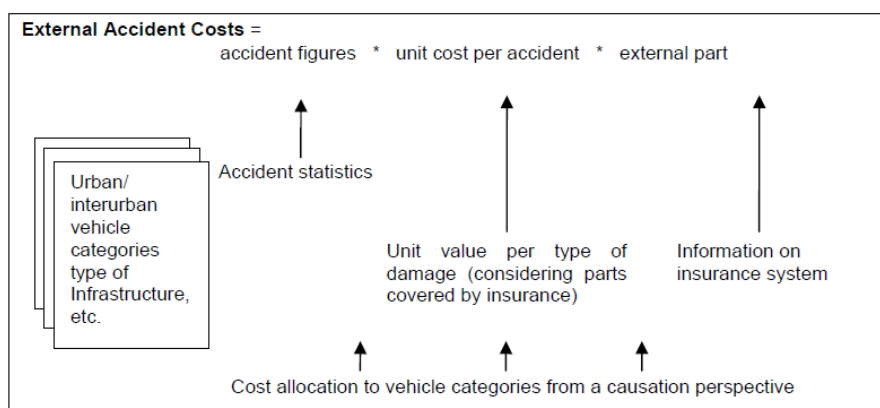 External Accident Costs =
accident figures * unit cost per accident * external part
Accident statistics
Urban/
interurban
vehicle
categories
type of
Infrastructure,
etc.
Unit value per type of
damage (considering parts
covered by insurance)
Information on
insurance system
Cost allocation to vehicle categories from a causation perspective